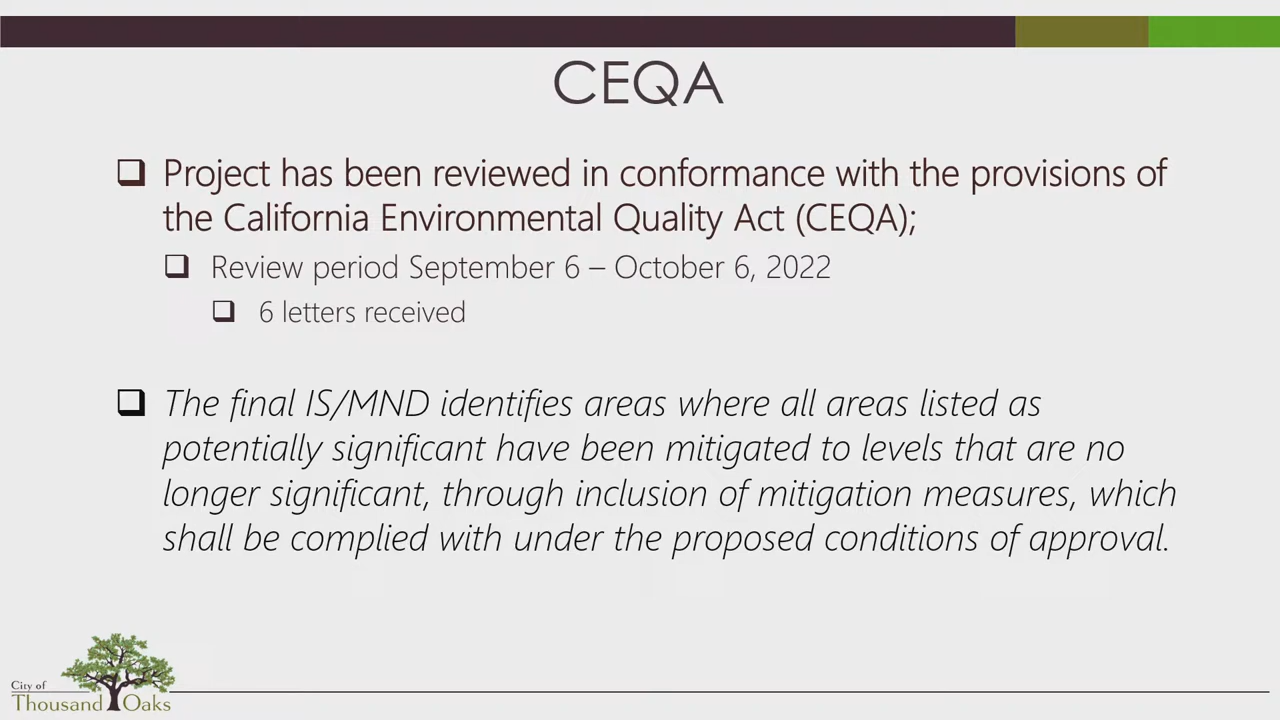 CEQA
❑ Project has been reviewed in conformance with the provisions of
the California Environmental Quality Act (CEQA);
❑ Review period September 6 – October 6, 2022
❑ 6 letters received
❑ The final IS/MND identifies areas where all areas listed as
potentially significant have been mitigated to levels that are no
longer significant, through inclusion of mitigation measures, which
shall be complied with under the proposed conditions of approval.
City of
Thousand Oaks